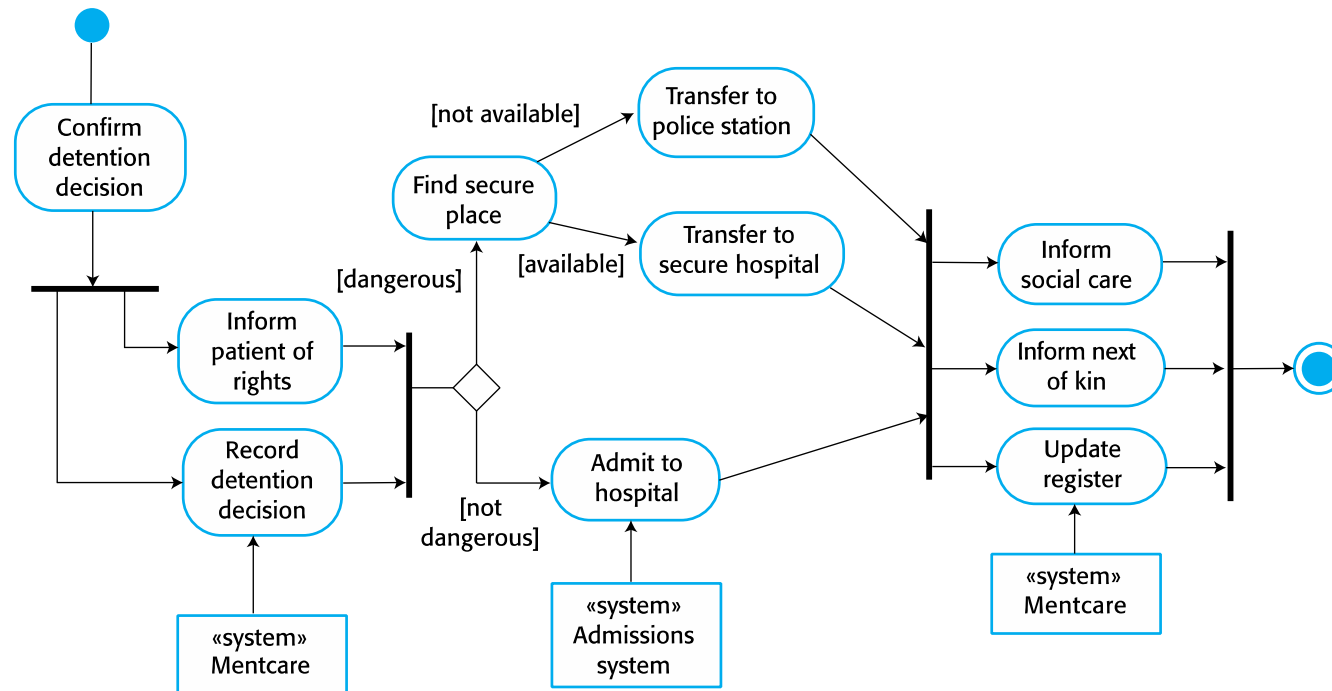 Confirm
detention
decision
Inform
patient of
rights
Record
detention
decision
«system»
Mentcare
[dangerous]
[not
dangerous]
Find secure
place
[not available]
[available]
Transfer to
police station
Transfer to
secure hospital
Admit to
hospital
«system»
Admissions
system
Inform
social care
Inform next
of kin
Update
register
«system»
Mentcare